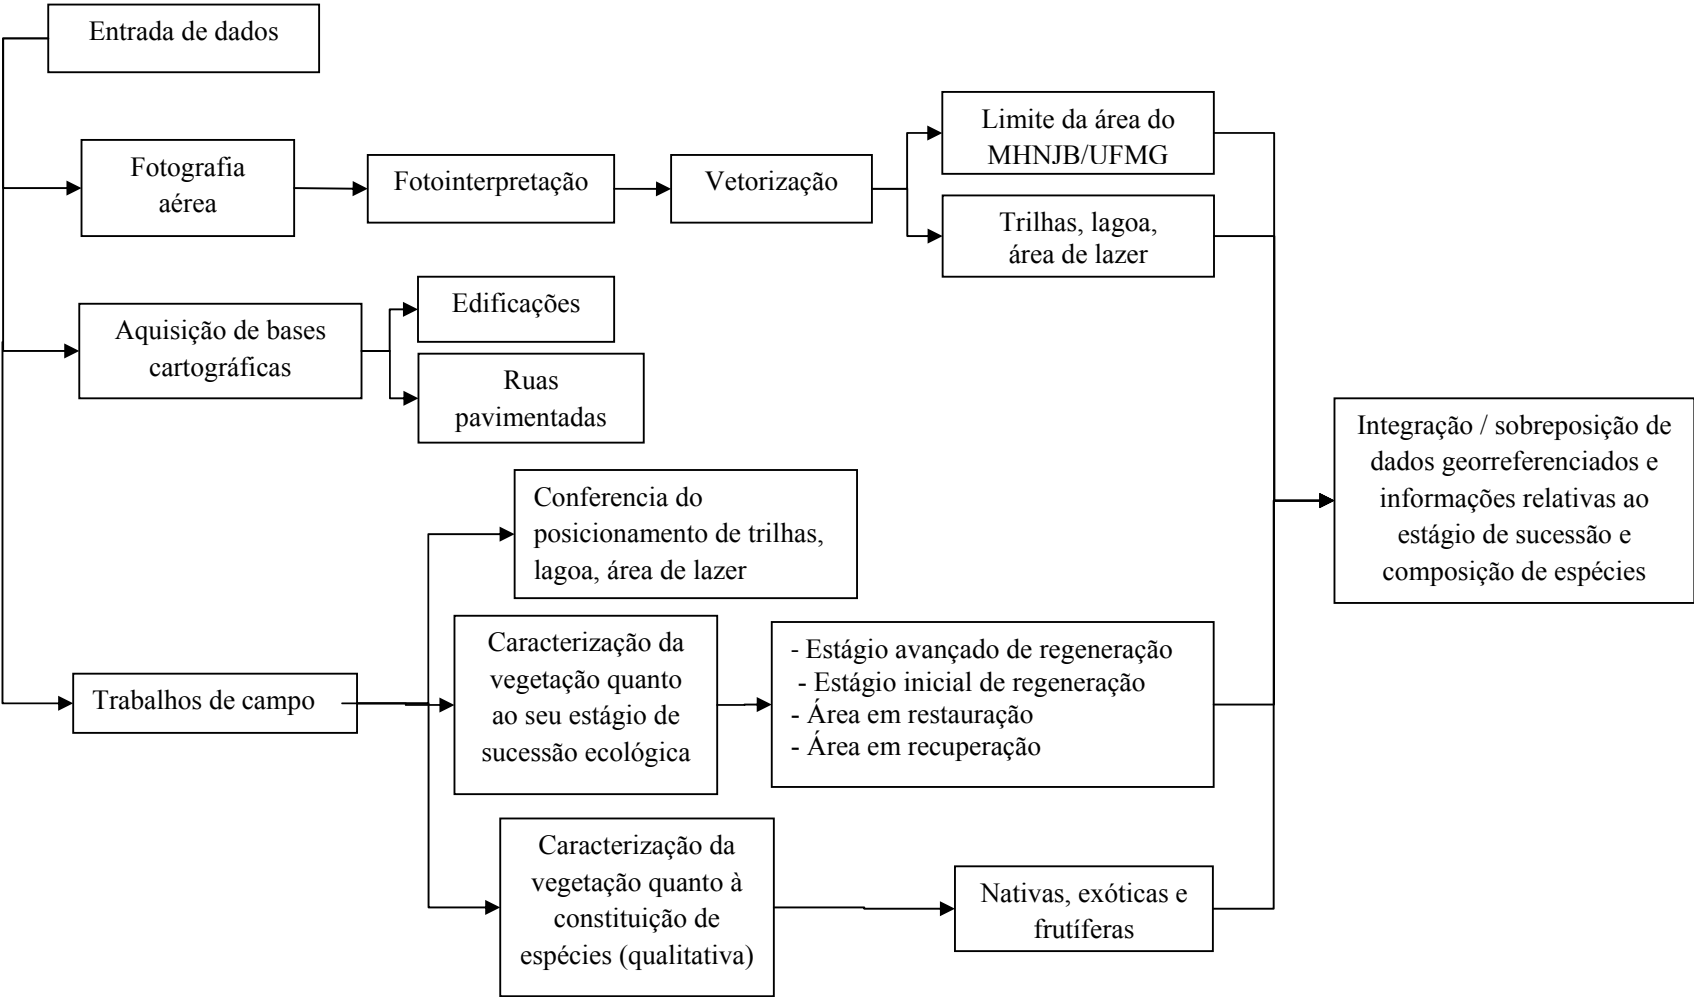 Entrada de dados
Fotografia
aérea
Fotointerpretação
Vetorização
Limite da área do
MHNJB/UFMG
Trilhas, lagoa,
área de lazer
Aquisição de bases
cartográficas
Edificações
Ruas
pavimentadas
Trabalhos de campo
Conferencia do
posicionamento de trilhas,
lagoa, área de lazer
Caracterização da
vegetação quanto
ao seu estágio de
sucessão ecológica
- Estágio avançado de regeneração
- Estágio inicial de regeneração
- Área em restauração
- Área em recuperação
Caracterização da
vegetação quanto à
constituição de
espécies (qualitativa)
Nativas, exóticas e
frutíferas
Integração / sobreposição de
dados georreferenciados e
informações relativas ao
estágio de sucessão e
composição de espécies